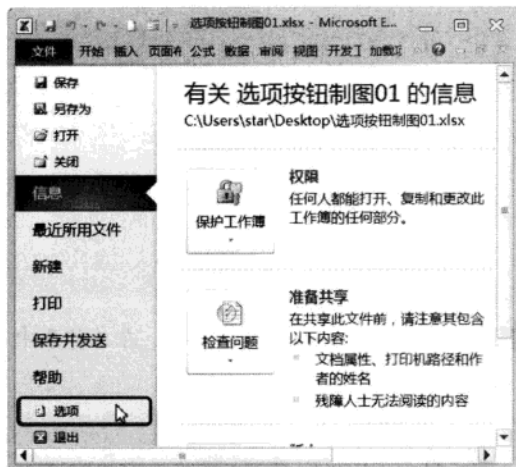 选项按钮制图01.xlsx - Microsoft E...
文件 开始 插入 页面布 公式 数据 审阅 视图 开发工 加载项
保存
另存为
打开
关闭
信息
最近所用文件
新建
打印
保存并发送
帮助
选项
退出
有关 选项按钮制图01 的信息
C:\Users\star\Desktop\选项按钮制图01.xlsx
保护工作簿
权限
任何人都能打开、复制和更改此
工作簿的任何部分。
检查问题
准备共享
在共享此文件前，请注意其包含
以下内容:
文档属性、打印机路径和作
者的姓名
残障人士无法阅读的内容